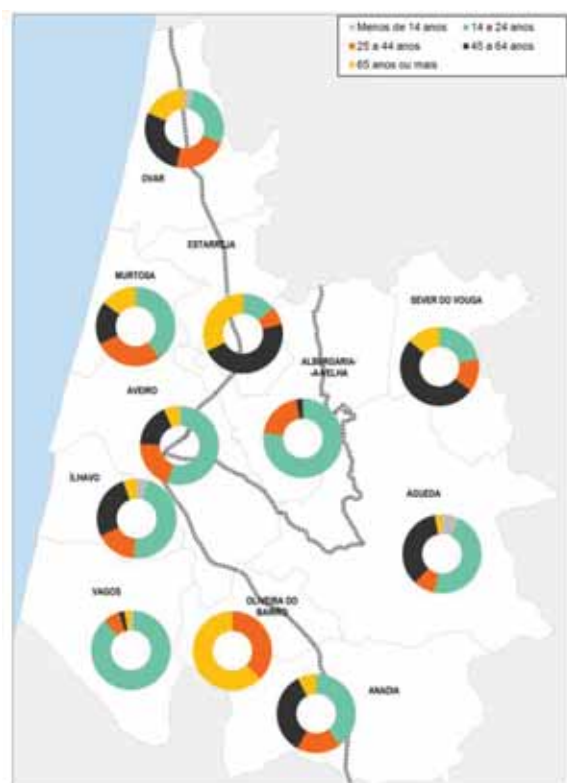 Menos de 14 anos
14 a 24 anos
25 a 44 anos
45 a 64 anos
65 anos ou mais
OVAR
ESTARREJA
MURTOSA
SEVER DO VOUGA
ALBERGARIA-
-A-VELHA
AVEIRO
ÍLHAVO
ÁGUEDA
VAGOS
OLIVEIRA DO
BAIRRO
ANADIA